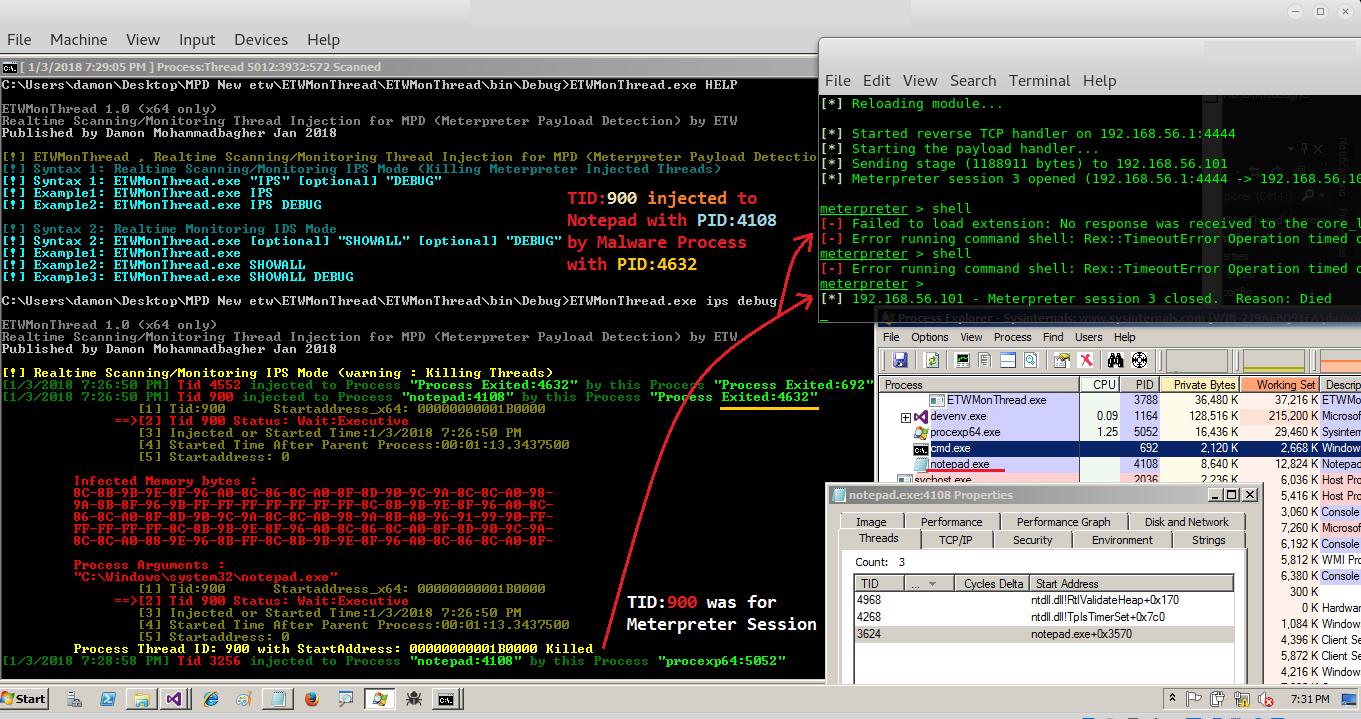 File Machine View Input Devices Help
[ 1/3/2018 7:29:05 PM ] Process:Thread 5012:3932:572 Scanned
C:\Users\damon\Desktop\MPD New etw\ETWMonThread\ETWMonThread\bin\Debug>ETWMonThread.exe HELP
ETWMonThread 1.0 (x64 only)
Realtime Scanning/Monitoring Thread Injection for MPD (Meterpreter Payload Detection) by ETW
Published by Damon Mohammadbagher Jan 2018
[!] ETWMonThread , Realtime Scanning/Monitoring Thread Injection for MPD (Meterpreter Payload Detectio
[!] Syntax 1: Realtime Scanning/Monitoring IPS Mode (Killing Meterpreter Injected Threads)
[!] Syntax 1: ETWMonThread.exe "IPS" [optional] "DEBUG"
[!] Example1: ETWMonThread.exe IPS
[!] Example2: ETWMonThread.exe IPS DEBUG
[!] Syntax 2: Realtime Monitoring IDS Mode
[!] Syntax 2: ETWMonThread.exe [optional] "SHOWALL" [optional] "DEBUG"
[!] Example1: ETWMonThread.exe
[!] Example2: ETWMonThread.exe SHOWALL
[!] Example3: ETWMonThread.exe SHOWALL DEBUG
C:\Users\damon\Desktop\MPD New etw\ETWMonThread\ETWMonThread\bin\Debug>ETWMonThread.exe ips debug
ETWMonThread 1.0 (x64 only)
Realtime Scanning/Monitoring Thread Injection for MPD (Meterpreter Payload Detection) by ETW
Published by Damon Mohammadbagher Jan 2018
[!] Realtime Scanning/Monitoring IPS Mode (warning : Killing Threads)
[1/3/2018 7:26:50 PM] Tid 4552 injected to Process "Process Exited:4632" by this Process "Process Exited:692"
[1/3/2018 7:26:50 PM] Tid 900 injected to Process "notepad:4108" by this Process "Process Exited:4632"
[1] Tid:900 Startaddress_x64: 00000000001B0000
==>[2] Tid 900 Status: Wait:Executive
[3] Injected or Started Time:1/3/2018 7:26:50 PM
[4] Started Time After Parent Process:00:01:13.3437500
[5] Startaddress: 0
Infected Memory bytes :
8C-8B-9B-9E-8F-96-A0-8C-86-8C-A0-8F-8D-90-9C-9A-8C-8C-A0-98-
9A-8B-8F-96-9B-FF-FF-FF-FF-FF-FF-FF-8C-8B-9B-9E-8F-96-A0-8C-
86-8C-A0-8F-8D-90-9C-9A-8C-8C-A0-98-9A-8B-A0-96-91-99-90-FF-
FF-FF-FF-FF-8C-8B-9B-9E-8F-96-A0-8C-86-8C-A0-8F-8D-90-9C-9A-
8C-8C-A0-88-9E-96-8B-FF-8C-8B-9B-9E-8F-96-A0-8C-86-8C-A0-8F-
Process Arguments :
"C:\Windows\system32\notepad.exe"
[1] Tid:900 Startaddress_x64: 00000000001B0000
==>[2] Tid 900 Status: Wait:Executive
[3] Injected or Started Time:1/3/2018 7:26:50 PM
[4] Started Time After Parent Process:00:01:13.3437500
[5] Startaddress: 0
Process Thread ID: 900 with StartAddress: 00000000001B0000 Killed
[1/3/2018 7:28:58 PM] Tid 3256 injected to Process "notepad:4108" by this Process "procexp64:5052"
TID:900 injected to
Notepad with PID:4108
by Malware Process
with PID:4632
TID:900 was for
Meterpreter Session
File Edit View Search Terminal Help
[*] Reloading module...
[*] Started reverse TCP handler on 192.168.56.1:4444
[*] Starting the payload handler...
[*] Sending stage (1188911 bytes) to 192.168.56.101
[*] Meterpreter session 3 opened (192.168.56.1:4444 -> 192.168.56.10
meterpreter > shell
[-] Failed to load extension: No response was received to the core_l
[-] Error running command shell: Rex::TimeoutError Operation timed o
meterpreter > shell
[-] Error running command shell: Rex::TimeoutError Operation timed o
meterpreter >
[*] 192.168.56.101 - Meterpreter session 3 closed. Reason: Died
Process Explorer - Sysinternals: www.sysinternals.com
File Options View Process Find Users Help
Process CPU PID Private Bytes Working Set Descrip
ETWMonThread.exe 3788 36,480 K 37,216 K ETWMo
devenv.exe 0.09 1164 128,516 K 215,200 K Microsof
procexp64.exe 1.25 5052 16,436 K 29,460 K Sysintern
cmd.exe 692 2,120 K 2,668 K Window
notepad.exe 4108 8,640 K 12,824 K Notepad
svchost.exe 2036 2,236 K 6,036 K Host Pro
5,416 K Host Pro
3,060 K Console
7,260 K Microsof
6,192 K Console
5,812 K WMI Pro
6,380 K Console
300 K
0 K Hardwar
1,084 K Window
4,396 K Client Se
5,872 K Client Se
4,216 K Window
notepad.exe:4108 Properties
Image Performance Performance Graph Disk and Network
Threads TCP/IP Security Environment Strings
Count: 3
TID ... Cycles Delta Start Address
4968 ntdll.dll!RtlValidateHeap+0x170
4268 ntdll.dll!TpIsTimerSet+0x7c0
3624 notepad.exe+0x3570
Start
7:31 PM